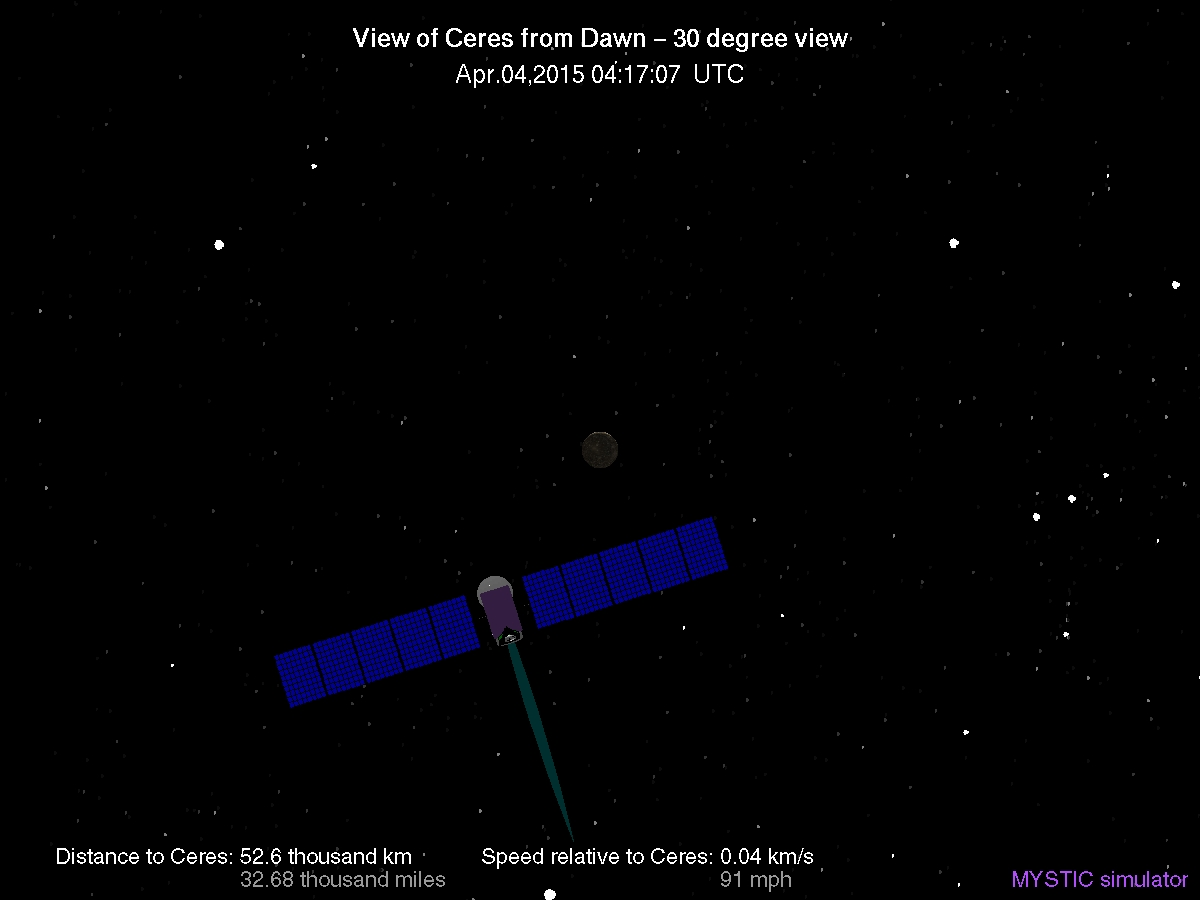 View of Ceres from Dawn – 30 degree view
Apr.04,2015 04:17:07 UTC
Distance to Ceres: 52.6 thousand km
32.68 thousand miles
Speed relative to Ceres: 0.04 km/s
91 mph
MYSTIC simulator